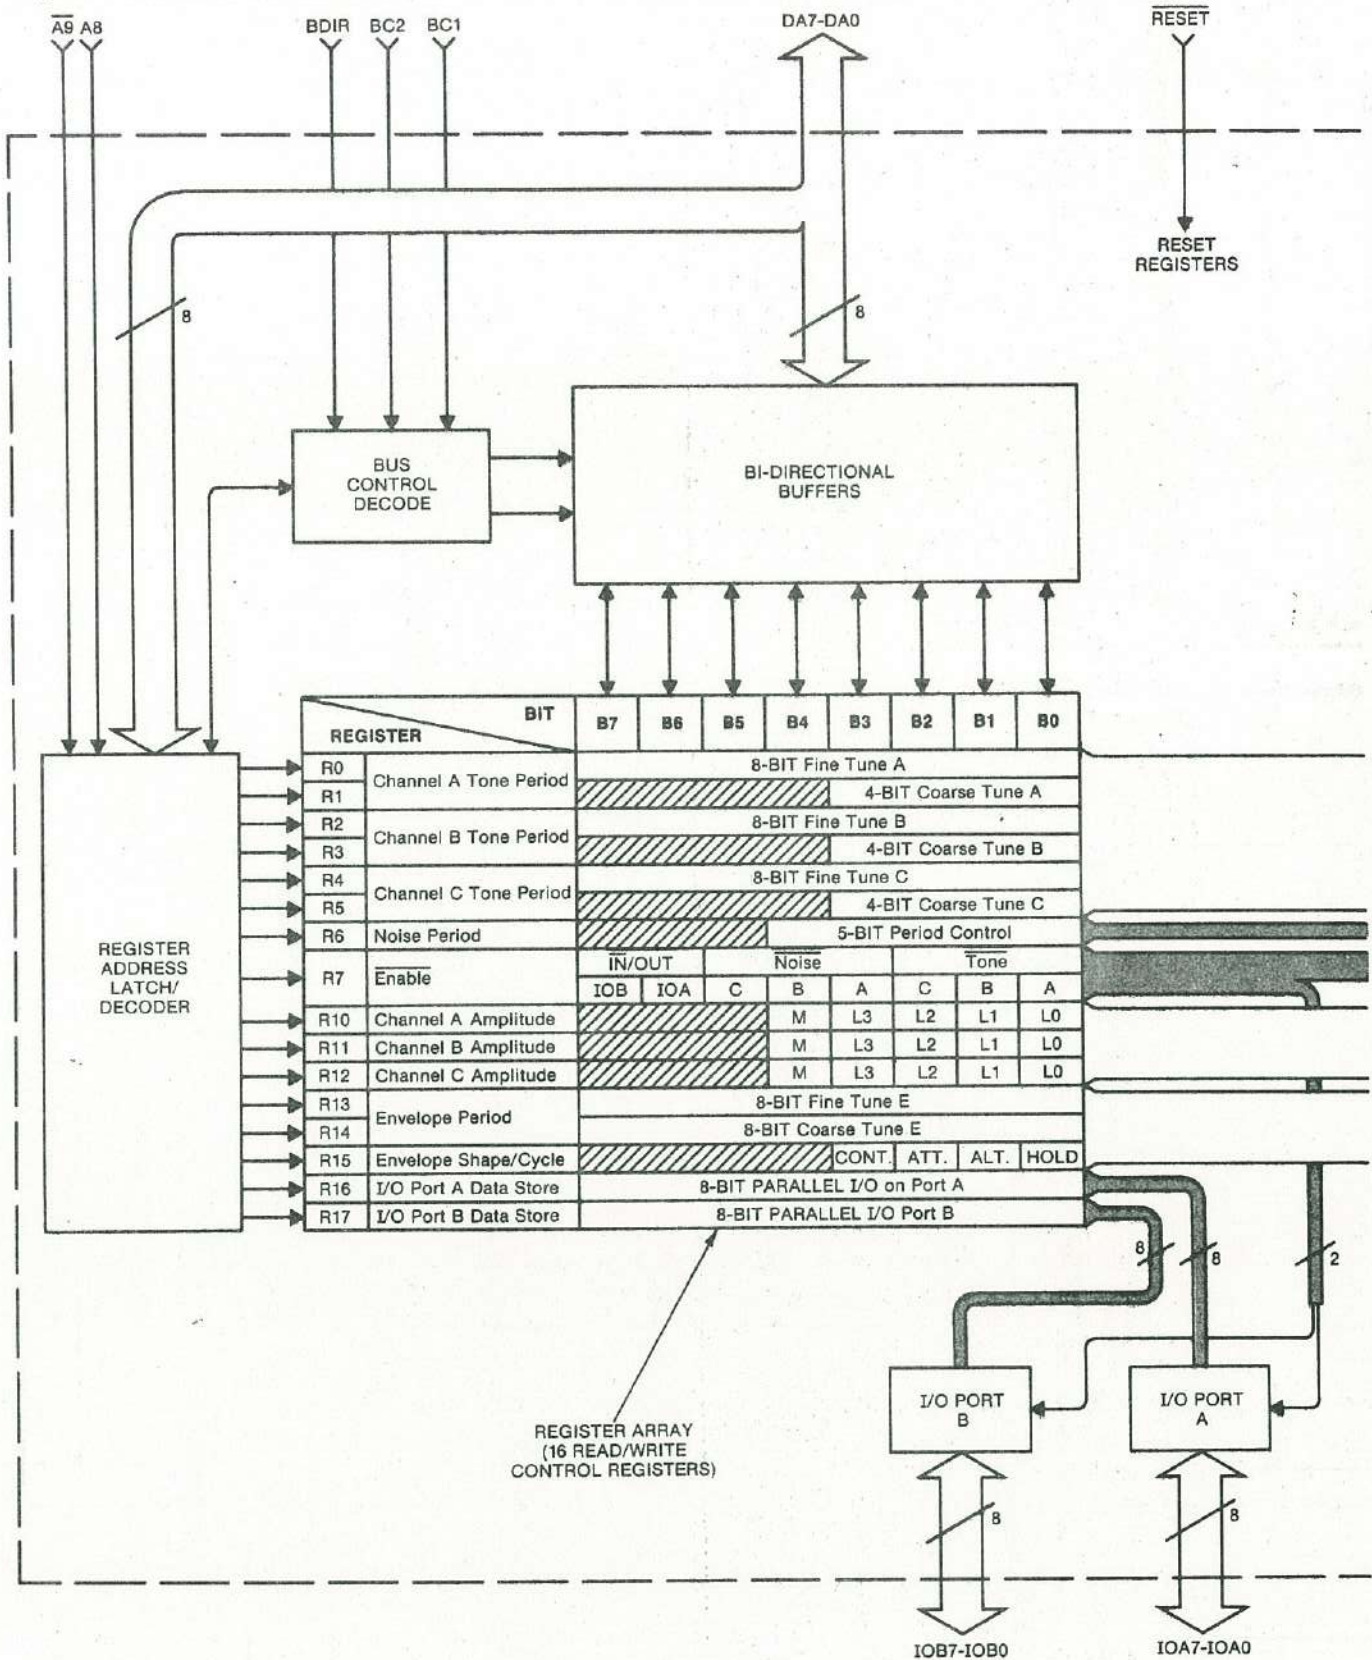 A9 A8 BDIR BC2 BC1 DA7-DA0 RESET
RESET
REGISTERS
8
8
BUS
CONTROL
DECODE
BI-DIRECTIONAL
BUFFERS
BIT
REGISTER
B7 B6 B5 B4 B3 B2 B1 B0
R0 Channel A Tone Period 8-BIT Fine Tune A
R1 4-BIT Coarse Tune A
R2 Channel B Tone Period 8-BIT Fine Tune B
R3 4-BIT Coarse Tune B
R4 Channel C Tone Period 8-BIT Fine Tune C
R5 4-BIT Coarse Tune C
R6 Noise Period 5-BIT Period Control
R7 Enable IN/OUT Noise Tone
IOB IOA C B A C B A
R10 Channel A Amplitude M L3 L2 L1 L0
R11 Channel B Amplitude M L3 L2 L1 L0
R12 Channel C Amplitude M L3 L2 L1 L0
R13 Envelope Period 8-BIT Fine Tune E
R14 8-BIT Coarse Tune E
R15 Envelope Shape/Cycle CONT. ATT. ALT. HOLD
R16 I/O Port A Data Store 8-BIT PARALLEL I/O on Port A
R17 I/O Port B Data Store 8-BIT PARALLEL I/O Port B
REGISTER
ADDRESS
LATCH/
DECODER
8 8 2
I/O PORT
B
I/O PORT
A
REGISTER ARRAY
(16 READ/WRITE
CONTROL REGISTERS)
8 8
IOB7-IOB0 IOA7-IOA0